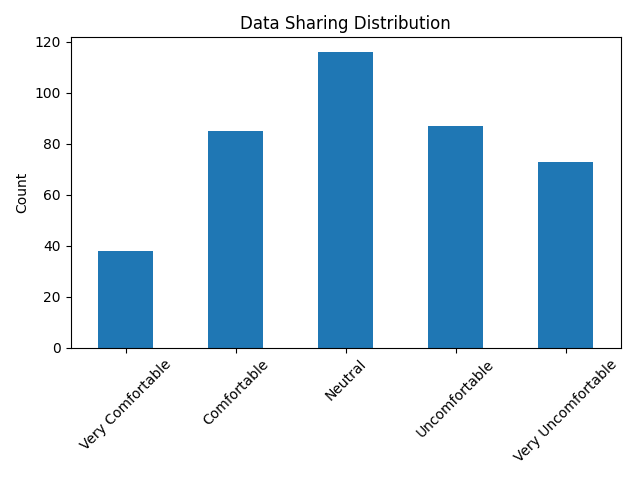 Data Sharing Distribution
Count
120
100
80
60
40
20
0
Very Comfortable
Comfortable
Neutral
Uncomfortable
Very Uncomfortable